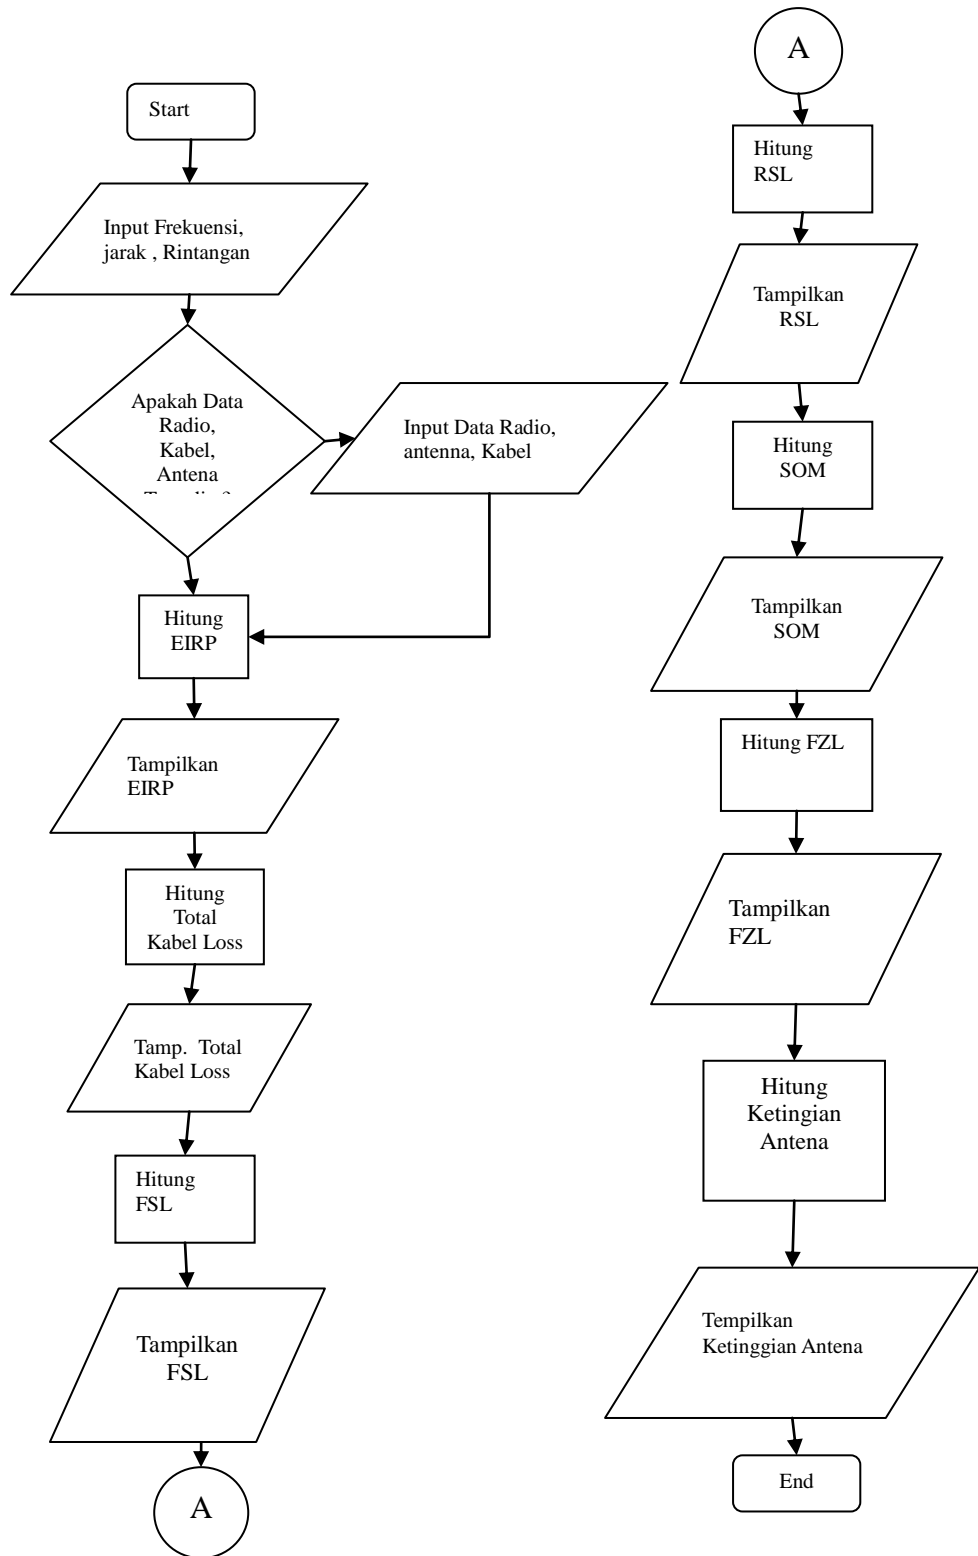 Start
Input Frekuensi,
jarak , Rintangan
Apakah Data
Radio,
Kabel,
Antena
Input Data Radio,
antenna, Kabel
Hitung
EIRP
Tampilkan
EIRP
Hitung
Total
Kabel Loss
Tamp.  Total
Kabel Loss
Hitung
FSL
Tampilkan
FSL
A
A
Hitung
RSL
Tampilkan
RSL
Hitung
SOM
Tampilkan
SOM
Hitung FZL
Tampilkan
FZL
Hitung
Ketingian
Antena
Tempilkan
Ketinggian Antena
End